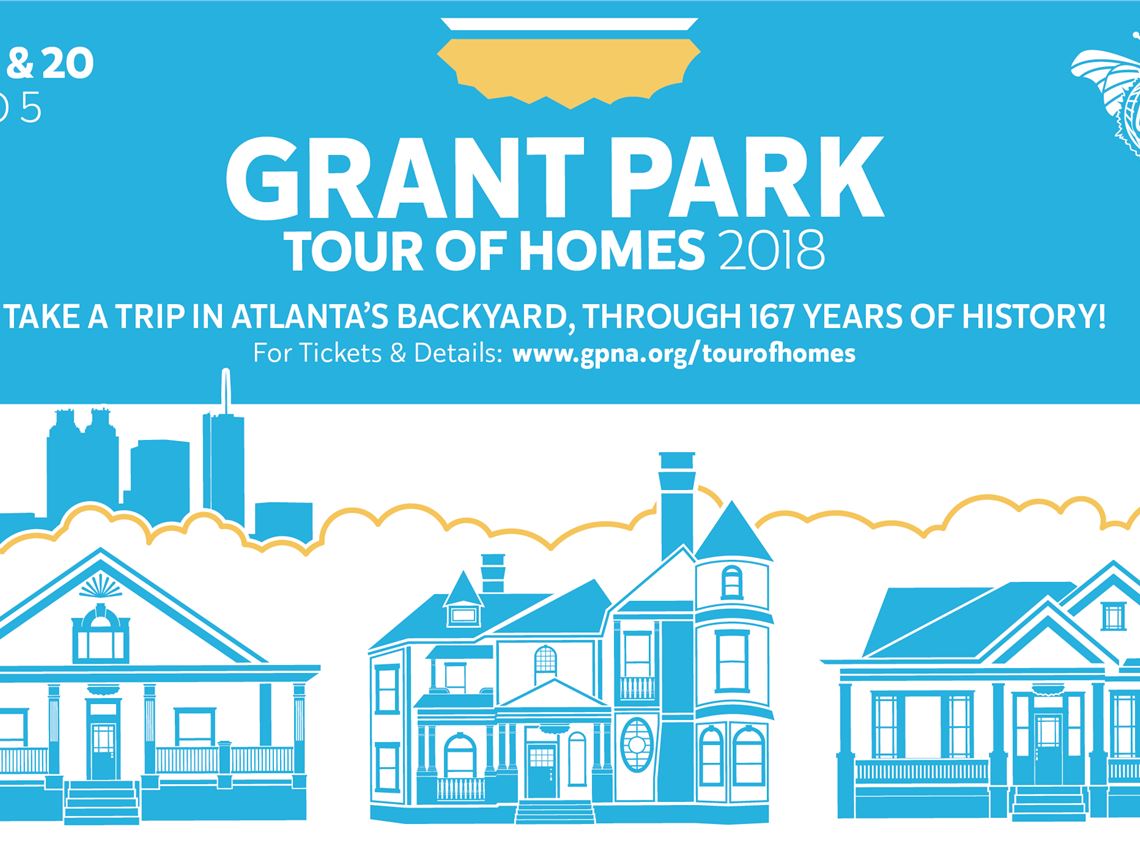 & 20
5
GRANT PARK
TOUR OF HOMES 2018
TAKE A TRIP IN ATLANTA'S BACKYARD, THROUGH 167 YEARS OF HISTORY!
For Tickets & Details: www.gpna.org/tourofhomes